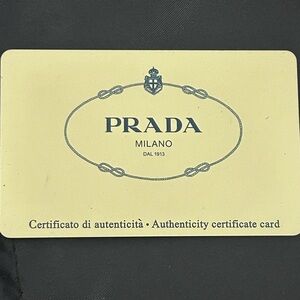 PRADA
MILANO
DAL 1913
Certificato di autenticità • Authenticity certificate card